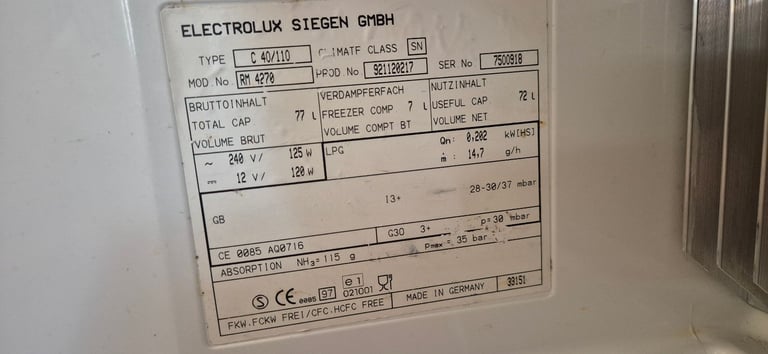 ELECTROLUX SIEGEN GMBH
TYPE C 40/110 CLIMATE CLASS SN
MOD.No. RM 4270 PROD.No. 921120217 SER No 7500918
BRUTTOINHALT VERDAMPFERFACH NUTZINHALT
TOTAL CAP 77 l FREEZER COMP 7 l USEFUL CAP 72 l
VOLUME BRUT VOLUME COMPT BT VOLUME NET
~ 240 V/ 125 W LPG Qn: 0,202 kW[HS]
⎓ 12 V/ 120 W ṁ: 14,7 g/h
GB I3+ 28-30/37 mbar
CE 0085 AQ0716 G30 3+ p= 30 mbar
ABSORPTION NH₃= 115 g pmax = 35 bar
S CE 0085 97 e1 021001
FKW.FCKW FREI/CFC.HCFC FREE MADE IN GERMANY 39151